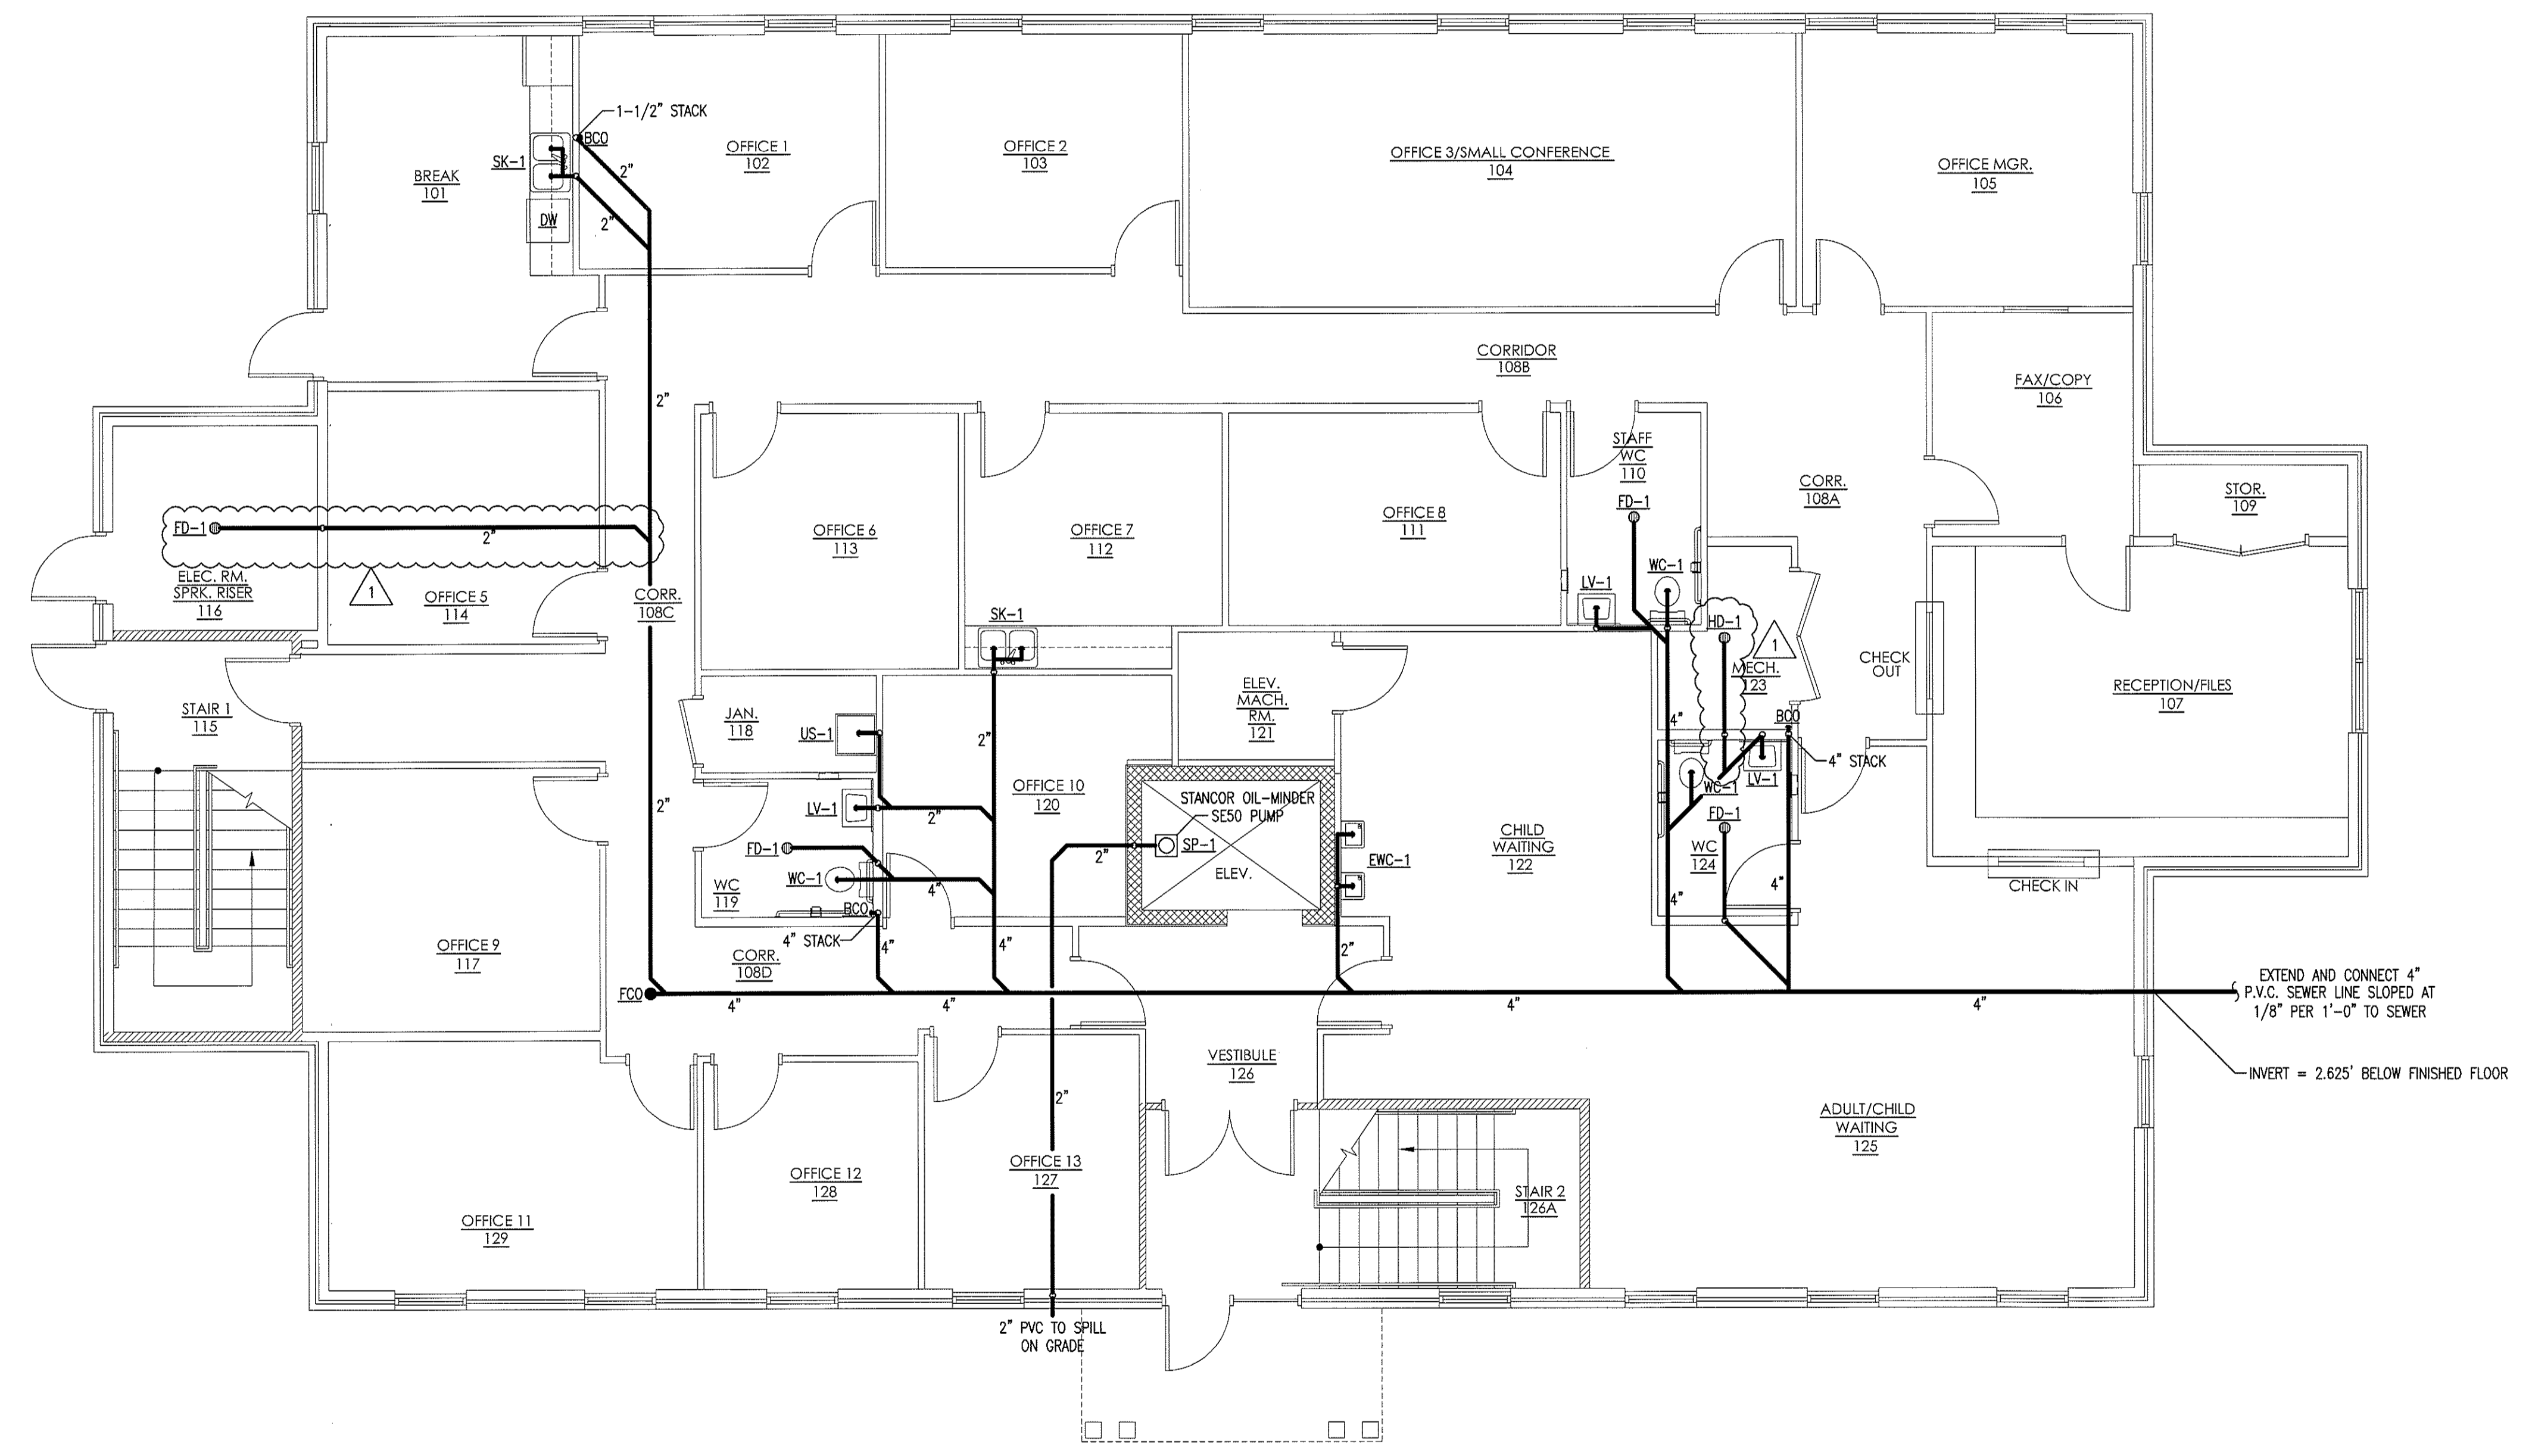 1-1/2" STACK
BCO
SK-1
2"
2"
DW
BREAK
101
OFFICE 1
102
OFFICE 2
103
OFFICE 3/SMALL CONFERENCE
104
OFFICE MGR.
105
CORRIDOR
108B
FAX/COPY
106
2"
STAFF
WC
110
FD-1
CORR.
108A
STOR.
109
FD-1
2"
ELEC. RM.
SPRK. RISER
116
1
OFFICE 5
114
CORR.
108C
OFFICE 6
113
OFFICE 7
112
OFFICE 8
111
LV-1
WC-1
HD-1
1
MECH.
123
SK-1
CHECK
OUT
RECEPTION/FILES
107
STAIR 1
115
JAN.
118
US-1
2"
ELEV.
MACH.
RM.
121
4"
BCO
4" STACK
LV-1
WC-1
2"
LV-1
2"
OFFICE 10
120
STANCOR OIL-MINDER
SE50 PUMP
SP-1
2"
ELEV.
EWC-1
CHILD
WAITING
122
FD-1
WC
124
4"
4"
CHECK IN
FD-1
WC-1
4"
WC
119
BCO
4" STACK
4"
4"
2"
OFFICE 9
117
CORR.
108D
FCO
4"
4"
4"
4"
EXTEND AND CONNECT 4"
P.V.C. SEWER LINE SLOPED AT
1/8" PER 1'-0" TO SEWER
INVERT = 2.625' BELOW FINISHED FLOOR
VESTIBULE
126
2"
ADULT/CHILD
WAITING
125
OFFICE 13
127
OFFICE 12
128
STAIR 2
126A
OFFICE 11
129
2" PVC TO SPILL
ON GRADE